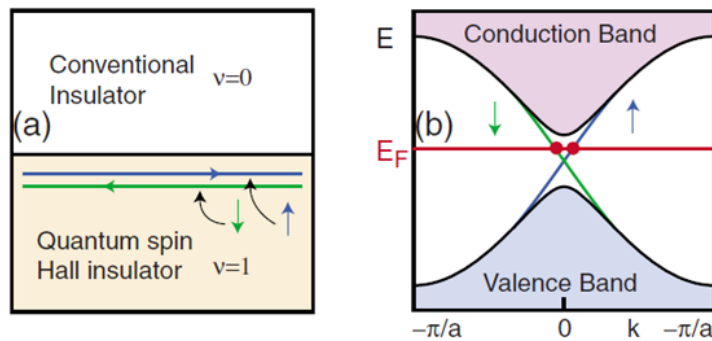 (a)
Conventional
Insulator ν=0
Quantum spin
Hall insulator ν=1
(b)
E
Conduction Band
E_F
Valence Band
−π/a 0 k −π/a